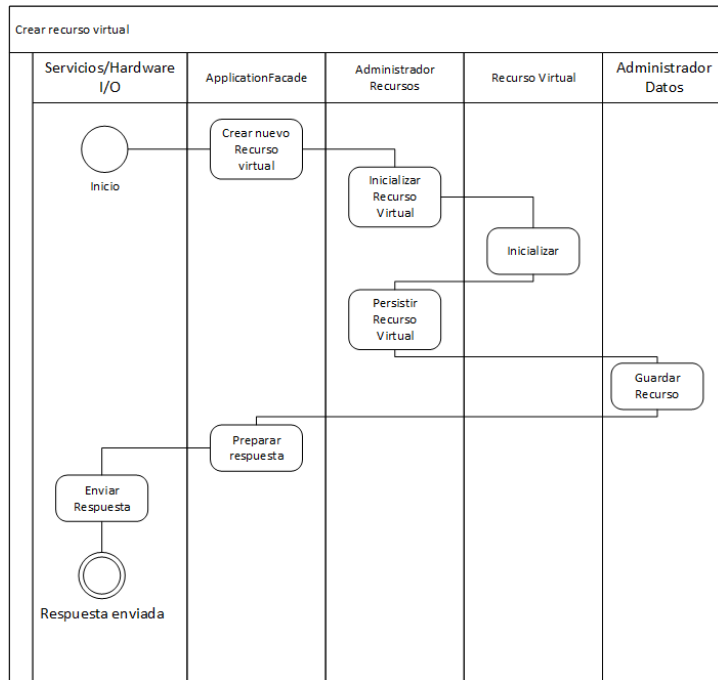 Crear recurso virtual
Servicios/Hardware
I/O
ApplicationFacade
Administrador
Recursos
Recurso Virtual
Administrador
Datos
Inicio
Crear nuevo
Recurso
virtual
Inicializar
Recurso
Virtual
Inicializar
Persistir
Recurso
Virtual
Guardar
Recurso
Preparar
respuesta
Enviar
Respuesta
Respuesta enviada